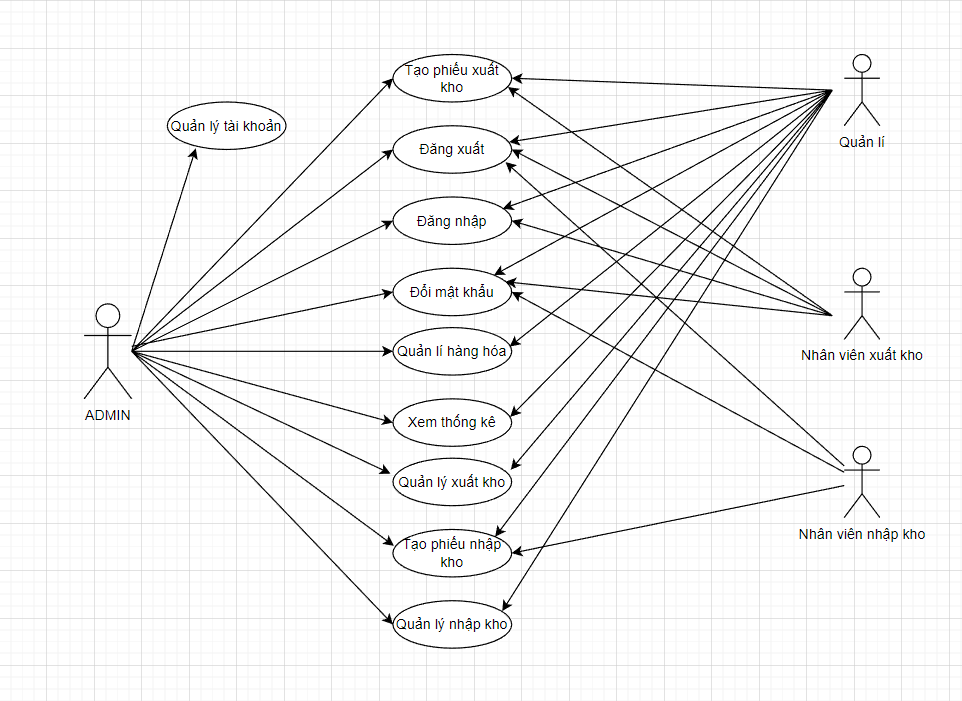 Tạo phiếu xuất
kho
Quản lý tài khoản
Quản lí
Đăng xuất
Đăng nhập
Đổi mật khẩu
Nhân viên xuất kho
Quản lí hàng hóa
ADMIN
Xem thống kê
Quản lý xuất kho
Nhân viên nhập kho
Tạo phiếu nhập
kho
Quản lý nhập kho